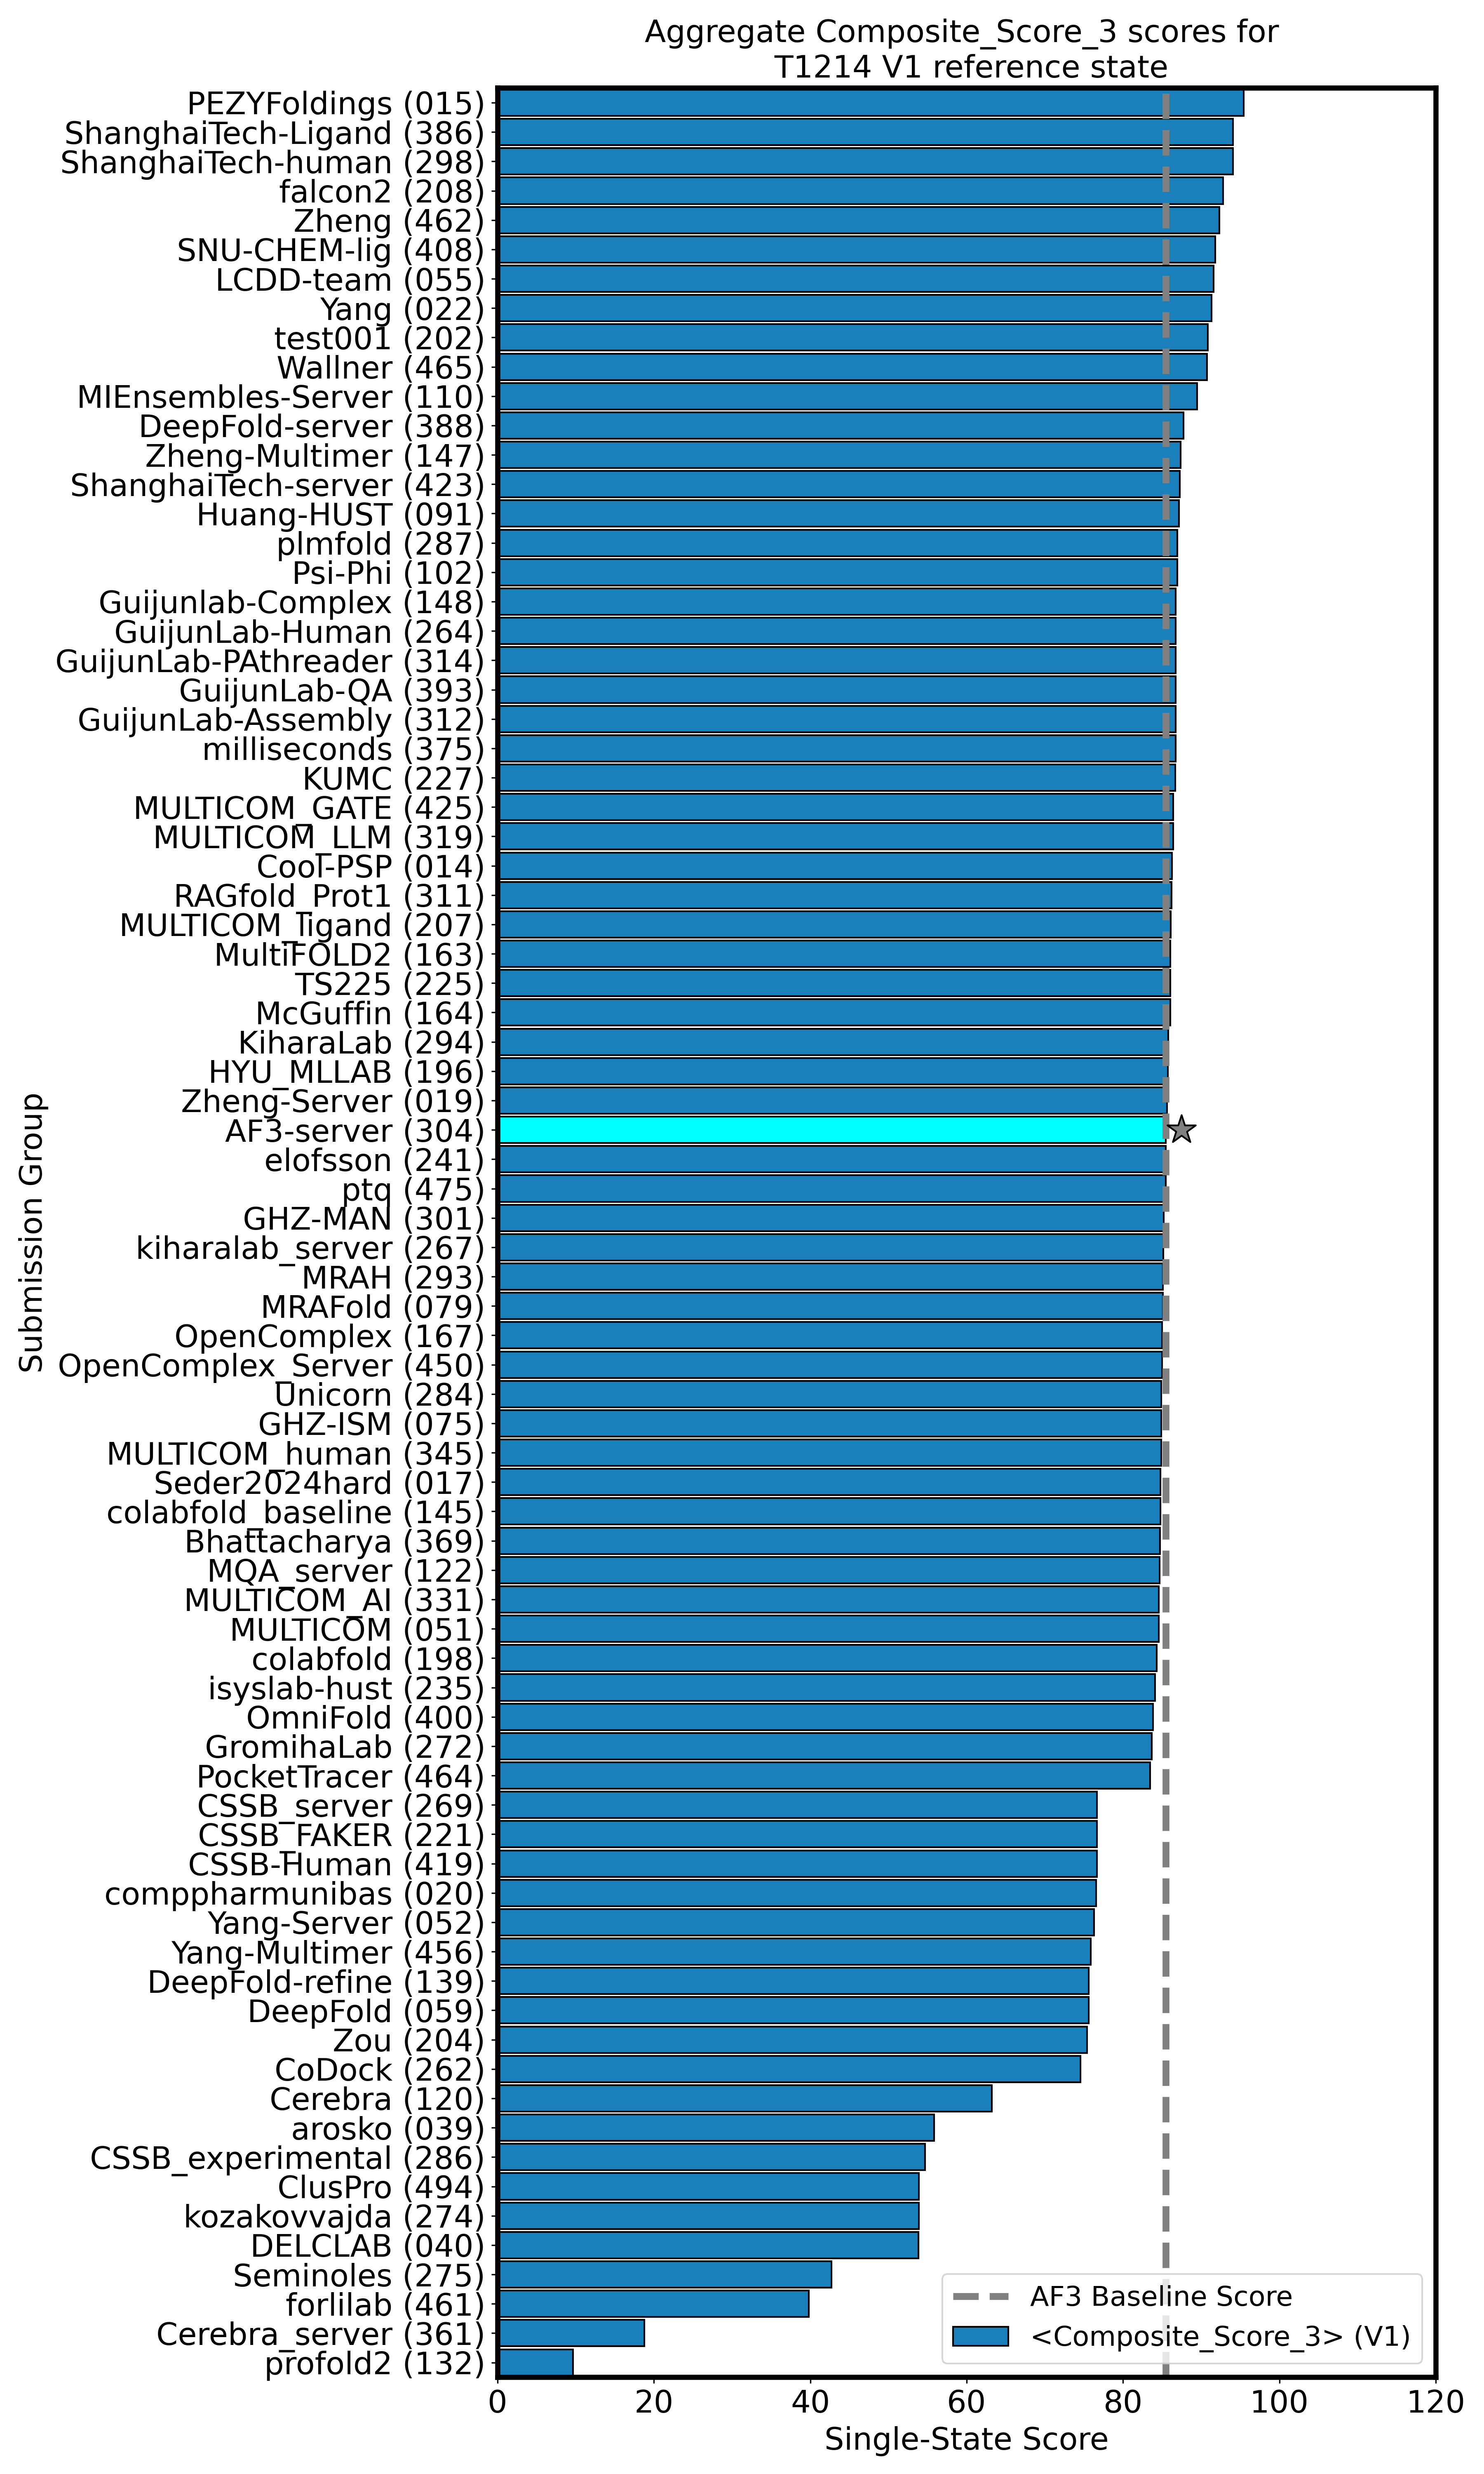 Aggregate Composite_Score_3 scores for
T1214 V1 reference state
PEZYFoldings (015)
ShanghaiTech-Ligand (386)
ShanghaiTech-human (298)
falcon2 (208)
Zheng (462)
SNU-CHEM-lig (408)
LCDD-team (055)
Yang (022)
test001 (202)
Wallner (465)
MIEnsembles-Server (110)
DeepFold-server (388)
Zheng-Multimer (147)
ShanghaiTech-server (423)
Huang-HUST (091)
plmfold (287)
Psi-Phi (102)
Guijunlab-Complex (148)
GuijunLab-Human (264)
GuijunLab-PAthreader (314)
GuijunLab-QA (393)
GuijunLab-Assembly (312)
milliseconds (375)
KUMC (227)
MULTICOM_GATE (425)
MULTICOM_LLM (319)
Cool-PSP (014)
RAGfold_Prot1 (311)
MULTICOM_ligand (207)
MultiFOLD2 (163)
TS225 (225)
McGuffin (164)
KiharaLab (294)
HYU_MLLAB (196)
Zheng-Server (019)
AF3-server (304)
elofsson (241)
ptq (475)
GHZ-MAN (301)
kiharalab_server (267)
MRAH (293)
MRAFold (079)
OpenComplex (167)
OpenComplex_Server (450)
Unicorn (284)
GHZ-ISM (075)
MULTICOM_human (345)
Seder2024hard (017)
colabfold_baseline (145)
Bhattacharya (369)
MQA_server (122)
MULTICOM_AI (331)
MULTICOM (051)
colabfold (198)
isyslab-hust (235)
OmniFold (400)
GromihaLab (272)
PocketTracer (464)
CSSB_server (269)
CSSB_FAKER (221)
CSSB-Human (419)
comppharmunibas (020)
Yang-Server (052)
Yang-Multimer (456)
DeepFold-refine (139)
DeepFold (059)
Zou (204)
CoDock (262)
Cerebra (120)
arosko (039)
CSSB_experimental (286)
ClusPro (494)
kozakovvajda (274)
DELCLAB (040)
Seminoles (275)
forlilab (461)
Cerebra_server (361)
profold2 (132)
Submission Group
AF3 Baseline Score
<Composite_Score_3> (V1)
0 20 40 60 80 100 120
Single-State Score